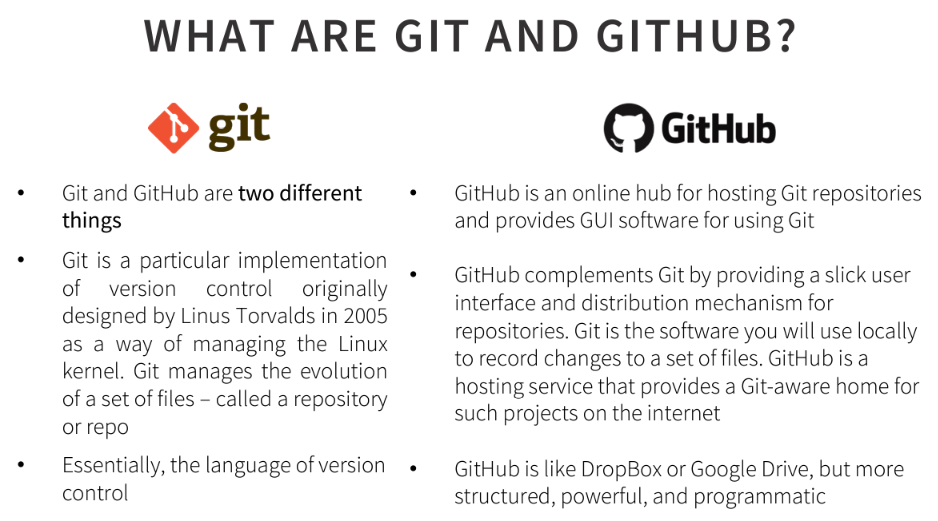 WHAT ARE GIT AND GITHUB?
git
• Git and GitHub are two different
things
• Git is a particular implementation
of version control originally
designed by Linus Torvalds in 2005
as a way of managing the Linux
kernel. Git manages the evolution
of a set of files – called a repository
or repo
• Essentially, the language of version
control
GitHub
• GitHub is an online hub for hosting Git repositories
and provides GUI software for using Git
• GitHub complements Git by providing a slick user
interface and distribution mechanism for
repositories. Git is the software you will use locally
to record changes to a set of files. GitHub is a
hosting service that provides a Git-aware home for
such projects on the internet
• GitHub is like DropBox or Google Drive, but more
structured, powerful, and programmatic